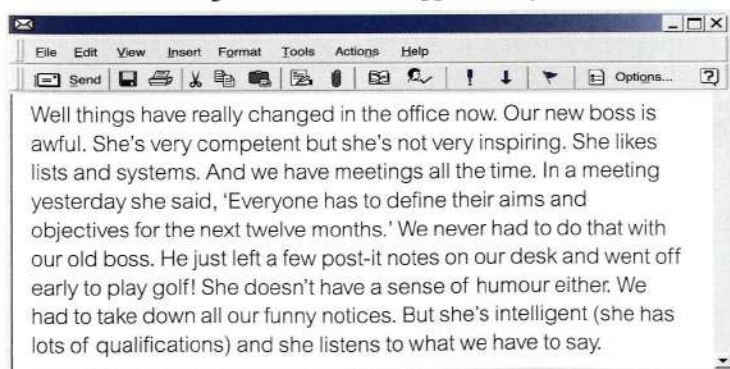 File Edit View Insert Format Tools Actions Help
Send Options...
Well things have really changed in the office now. Our new boss is
awful. She's very competent but she's not very inspiring. She likes
lists and systems. And we have meetings all the time. In a meeting
yesterday she said, 'Everyone has to define their aims and
objectives for the next twelve months.' We never had to do that with
our old boss. He just left a few post-it notes on our desk and went off
early to play golf! She doesn't have a sense of humour either. We
had to take down all our funny notices. But she's intelligent (she has
lots of qualifications) and she listens to what we have to say.